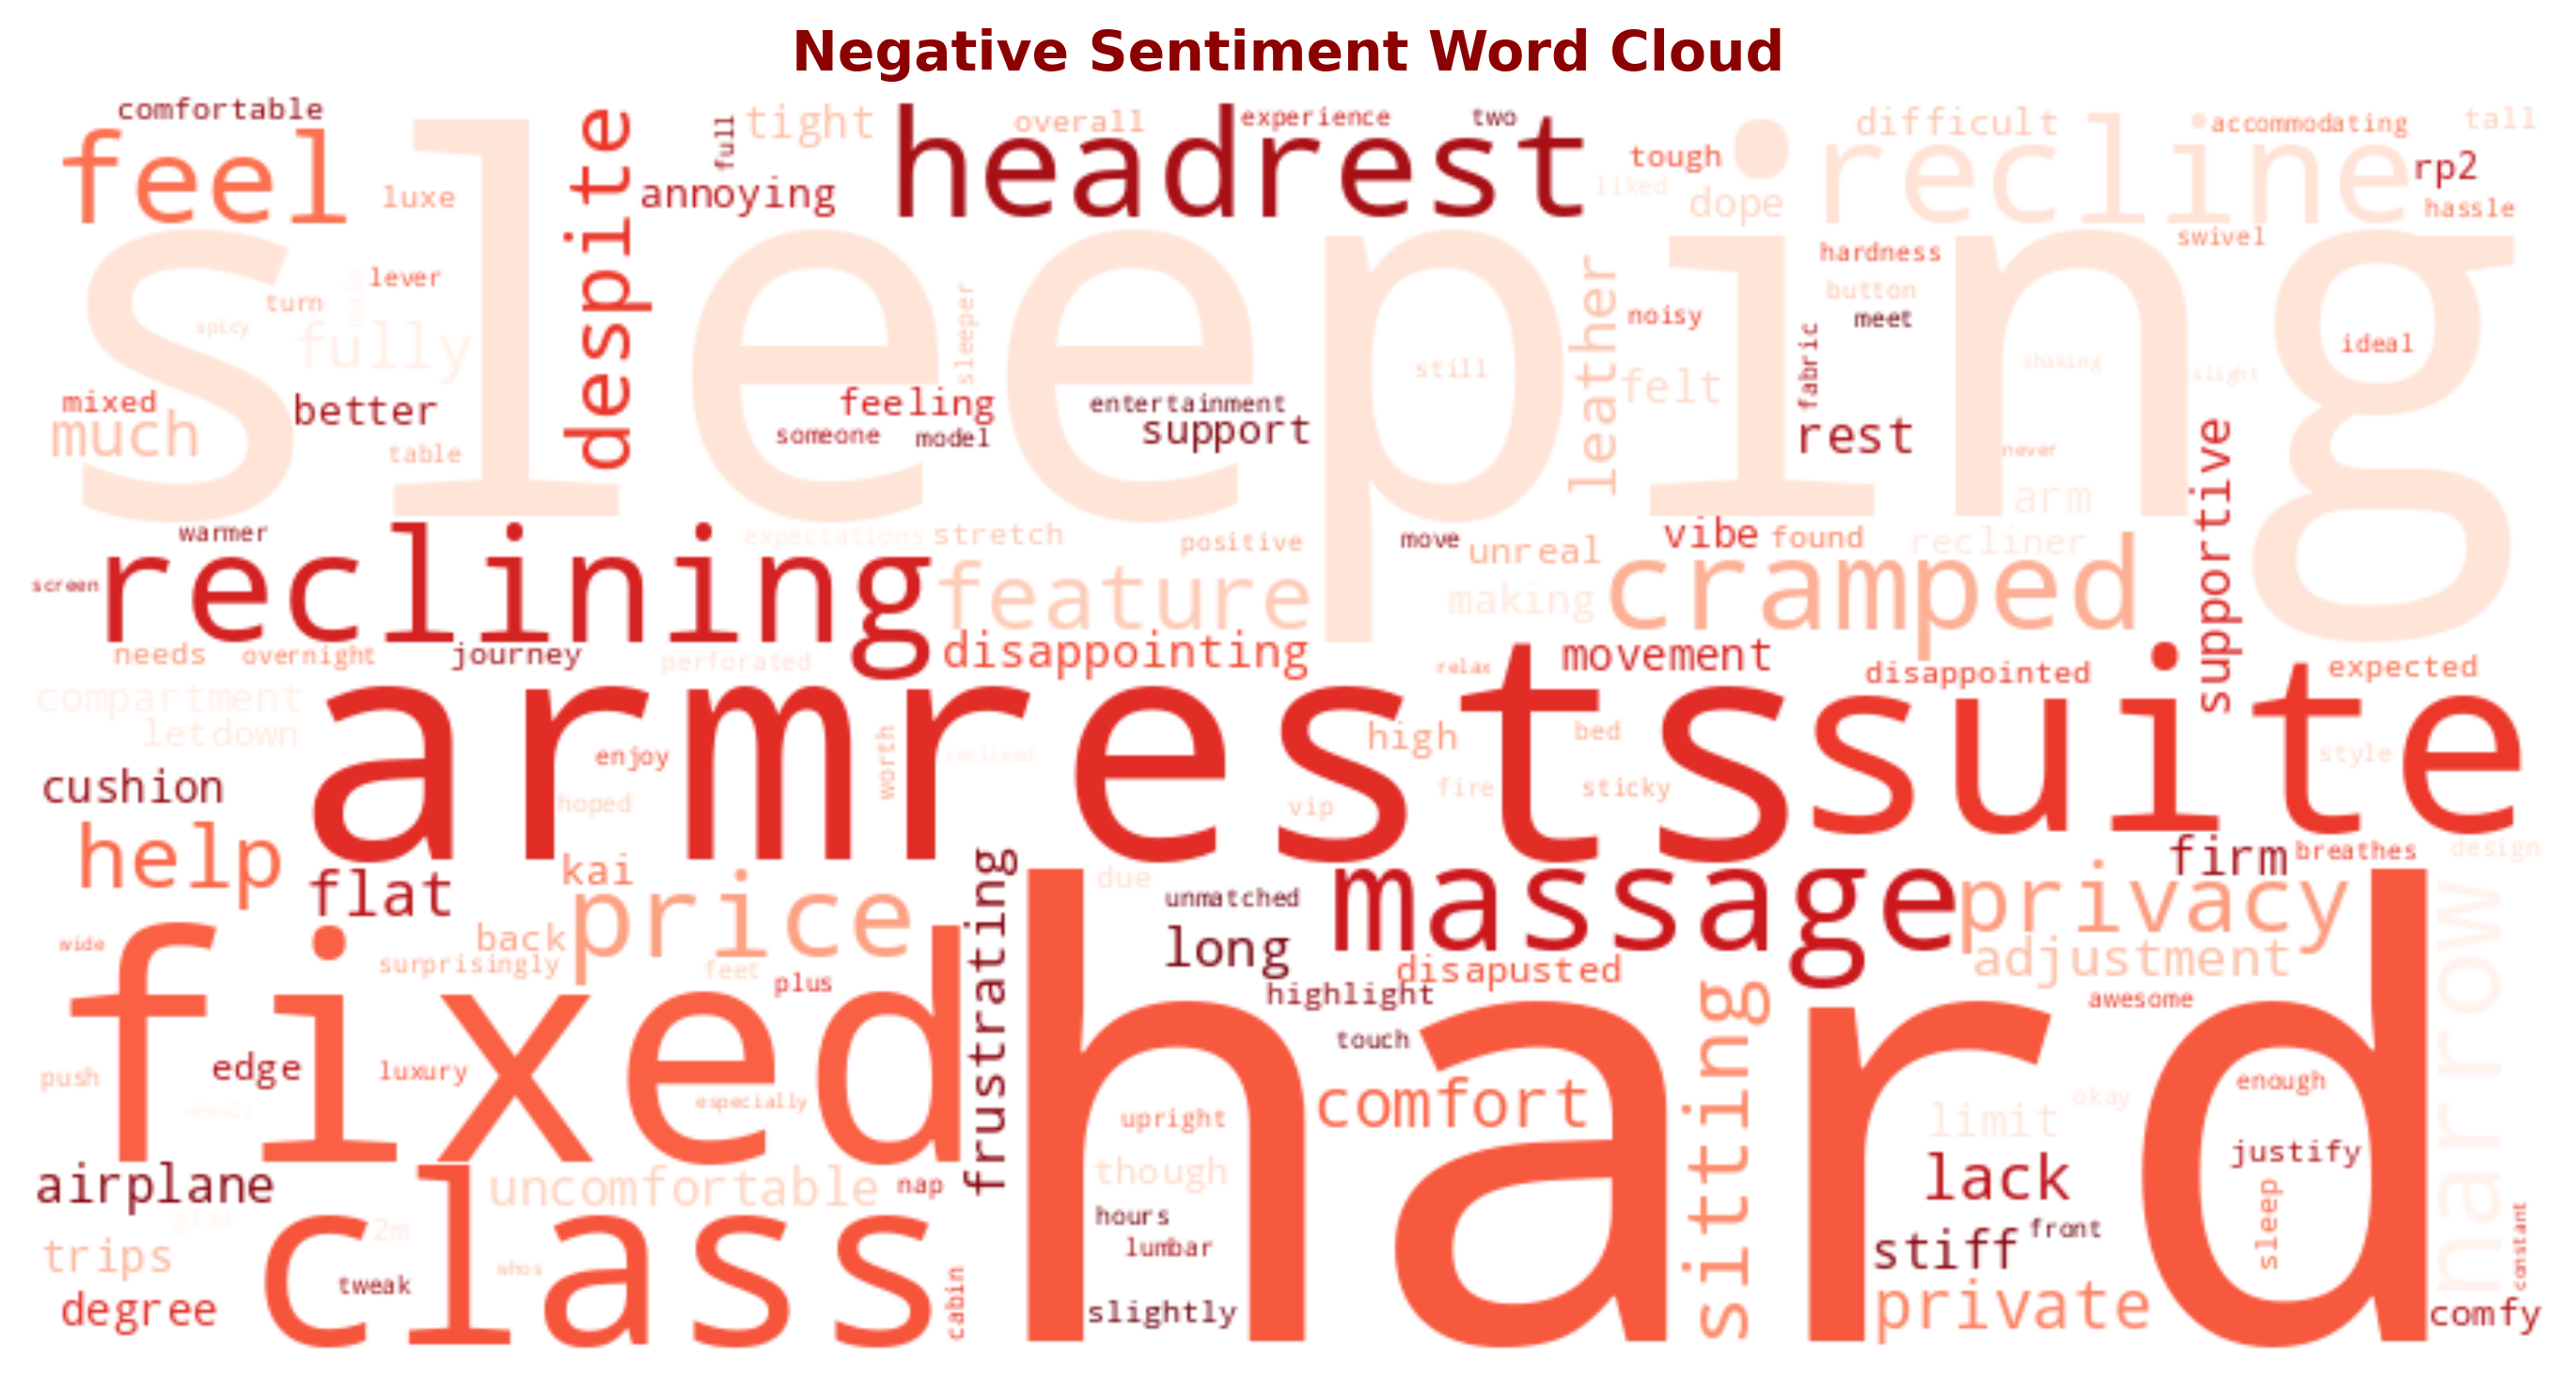 Negative Sentiment Word Cloud
comfortable
feel
luxe
despite
full
tight
annoying
headrest
overall
experience
two
tough
liked
dope
difficult
recline
accommodating
tall
rp2
hassle
swivel
sleeping
lever
turn
main
spicy
fully
sleeper
leather
noisy
hardness
button
meet
fabric
ideal
mixed
much
better
table
feeling
someone
model
entertainment
support
still
felt
rest
shaking
slight
never
arm
supportive
warmer
screen
reclining
expectations
stretch
positive
feature
move
unreal
making
vibe
found
recliner
cramped
needs
overnight
journey
perforated
disappointing
relax
movement
disappointed
expected
compartment
letdown
armrests
suite
enjoy
hoped
worth
reclined
high
bed
fire
sticky
vip
style
cushion
help
flat
kai
price
frustrating
due
unmatched
long
massage
privacy
firm
breathes
design
narrow
wide
back
surprisingly
feet
plus
disapusted
highlight
adjustment
awesome
fixed
hard
push
edge
luxury
especially
wheels
touch
comfort
sitting
upright
though
limit
okay
enough
justify
sleep
airplane
glad
2m
uncomfortable
nap
hours
lumbar
lack
stiff
front
constant
trips
degree
class
tweak
whos
cabin
slightly
private
comfy